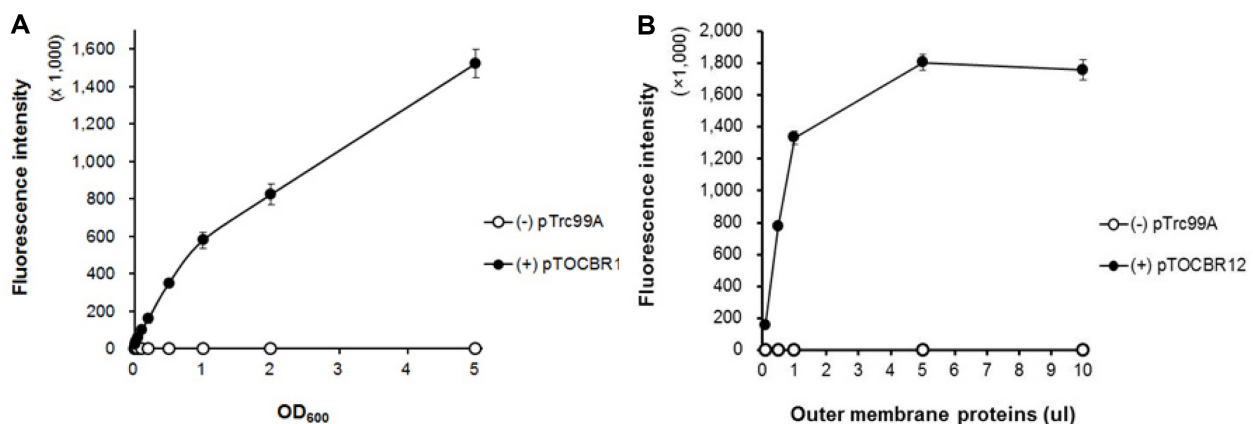 A
Fluorescence intensity
(x 1,000)
1,600
1,400
1,200
1,000
800
600
400
200
0
0 1 2 3 4 5
OD600
(-) pTrc99A
(+) pTOCBR1
B
Fluorescence intensity
(×1,000)
2,000
1,800
1,600
1,400
1,200
1,000
800
600
400
200
0
0 1 2 3 4 5 6 7 8 9 10
Outer membrane proteins (ul)
(-) pTrc99A
(+) pTOCBR12